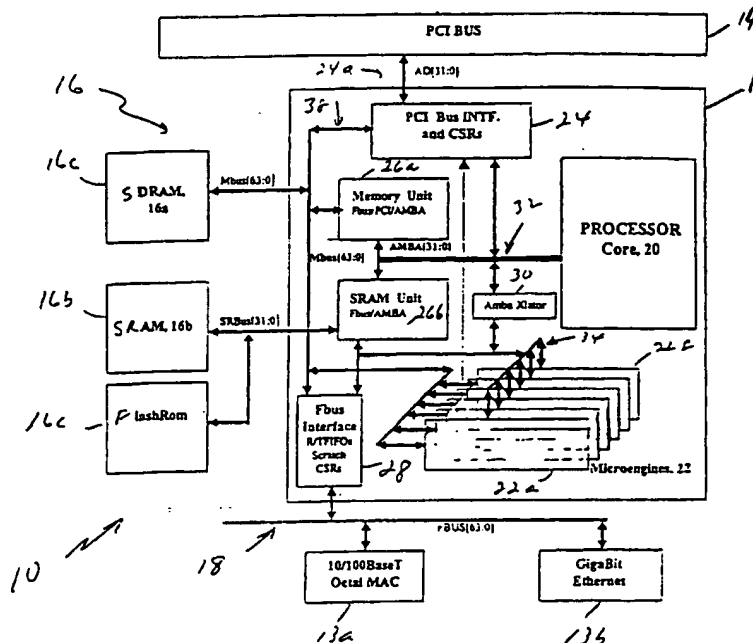 PCI BUS
14
24a
AD[31:0]
16
38
PCI Bus INTF.
and CSRs
24
16c
SDRAM,
16a
Mbus[63:0]
26a
Memory Unit
Fbus/PCI/AMBA
32
PROCESSOR
Core, 20
Mbus[63:0]
AMBA[31:0]
30
Amba Xlator
16b
SRAM, 16b
SRBus[31:0]
SRAM Unit
Fbus/AMBA
26b
34
16c
FlashRom
Fbus
Interface
R/TFIFOs
Scratch
CSRs
28
22a
Microengines, 22
10
18
FBUS[63:0]
10/100BaseT
Octal MAC
GigaBit
Ethernet
13a
13b